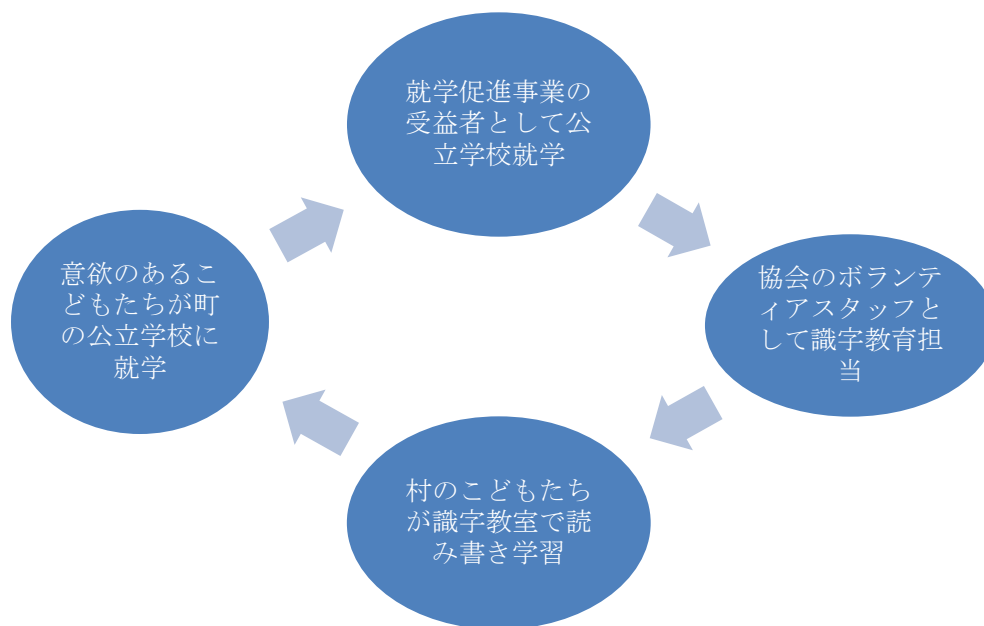 就学促進事業の
受益者として公
立学校就学
協会のボランテ
ィアスタッフと
して識字教育担
当
村のこどもたち
が識字教室で読
み書き学習
意欲のあるこ
どもたちが町
の公立学校に
就学